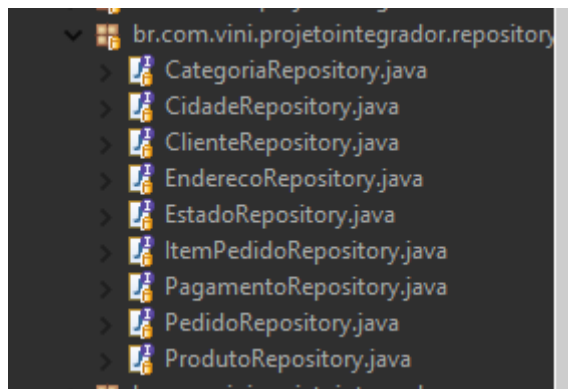 br.com.vini.projetointegrador.repository
CategoriaRepository.java
CidadeRepository.java
ClienteRepository.java
EnderecoRepository.java
EstadoRepository.java
ItemPedidoRepository.java
PagamentoRepository.java
PedidoRepository.java
ProdutoRepository.java